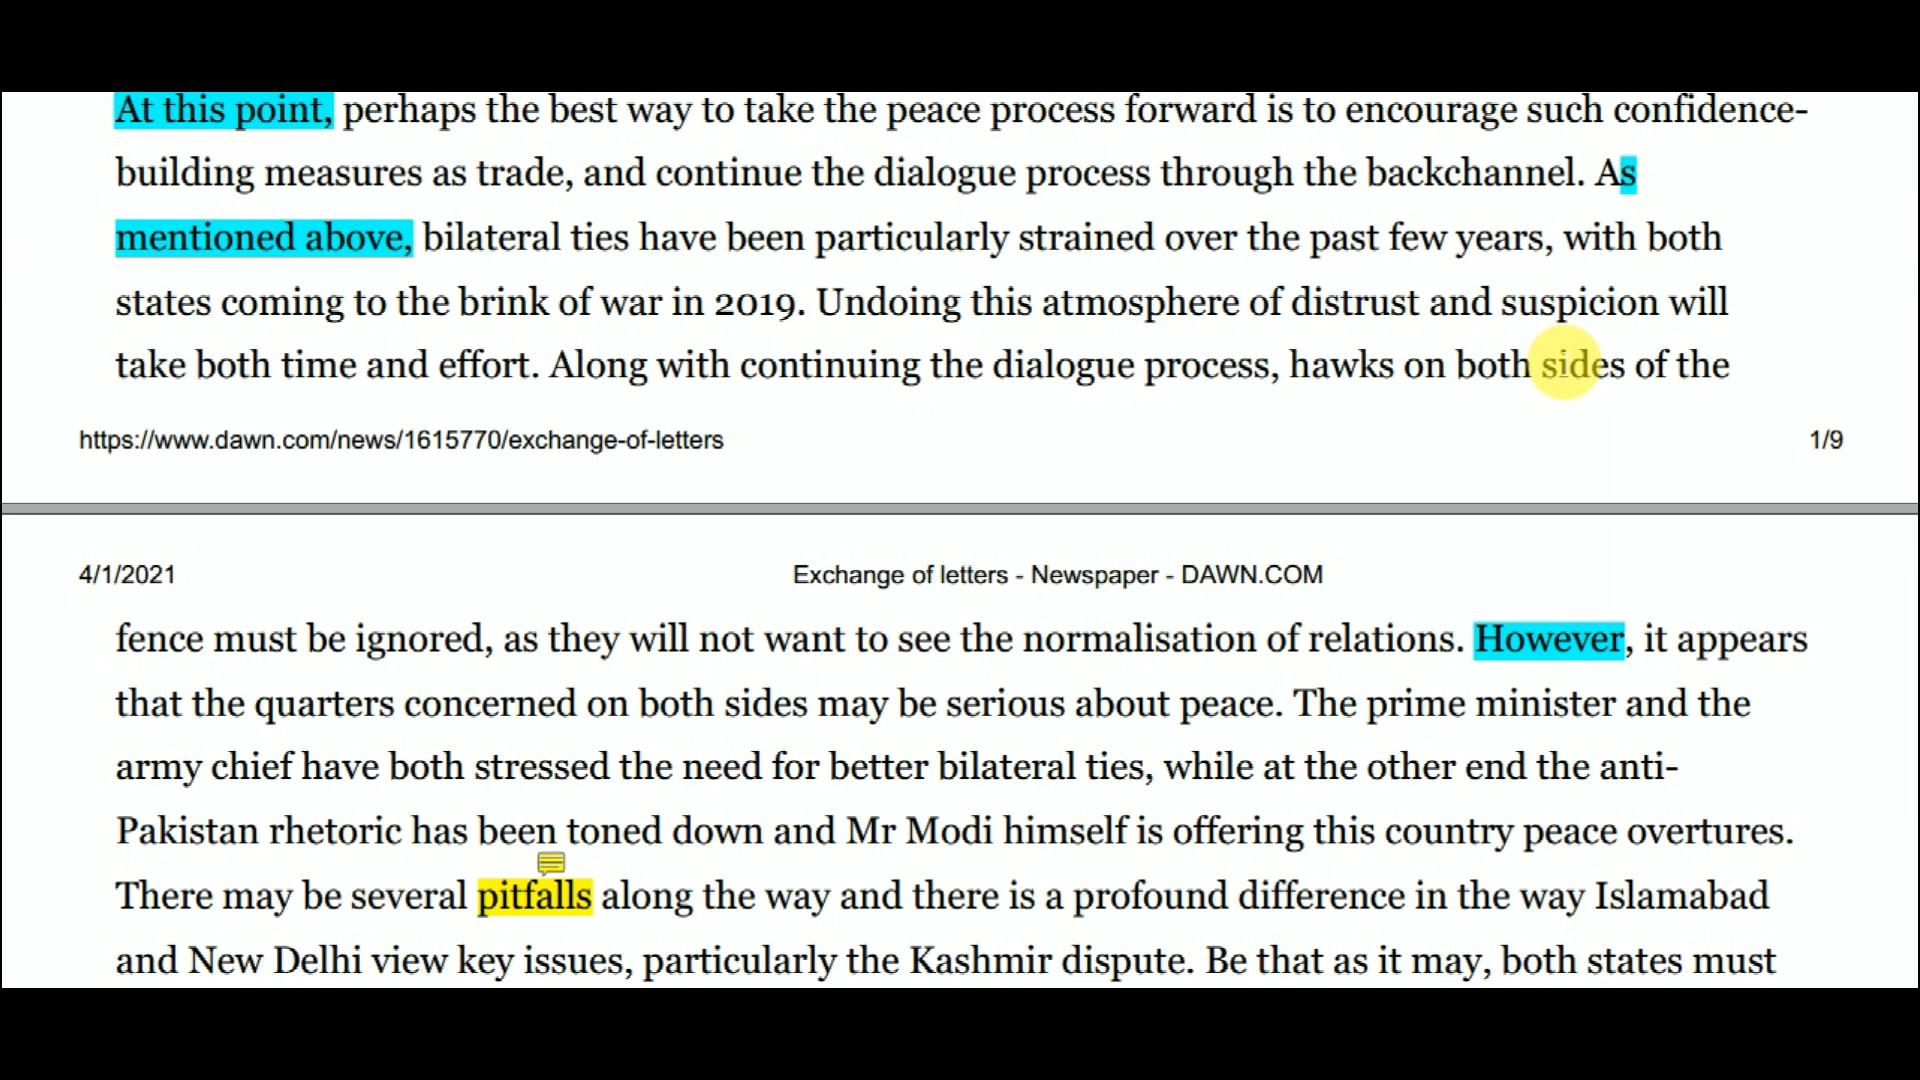 At this point, perhaps the best way to take the peace process forward is to encourage such confidence-
building measures as trade, and continue the dialogue process through the backchannel. As
mentioned above, bilateral ties have been particularly strained over the past few years, with both
states coming to the brink of war in 2019. Undoing this atmosphere of distrust and suspicion will
take both time and effort. Along with continuing the dialogue process, hawks on both sides of the
https://www.dawn.com/news/1615770/exchange-of-letters 1/9
4/1/2021 Exchange of letters - Newspaper - DAWN.COM
fence must be ignored, as they will not want to see the normalisation of relations. However, it appears
that the quarters concerned on both sides may be serious about peace. The prime minister and the
army chief have both stressed the need for better bilateral ties, while at the other end the anti-
Pakistan rhetoric has been toned down and Mr Modi himself is offering this country peace overtures.
There may be several pitfalls along the way and there is a profound difference in the way Islamabad
and New Delhi view key issues, particularly the Kashmir dispute. Be that as it may, both states must